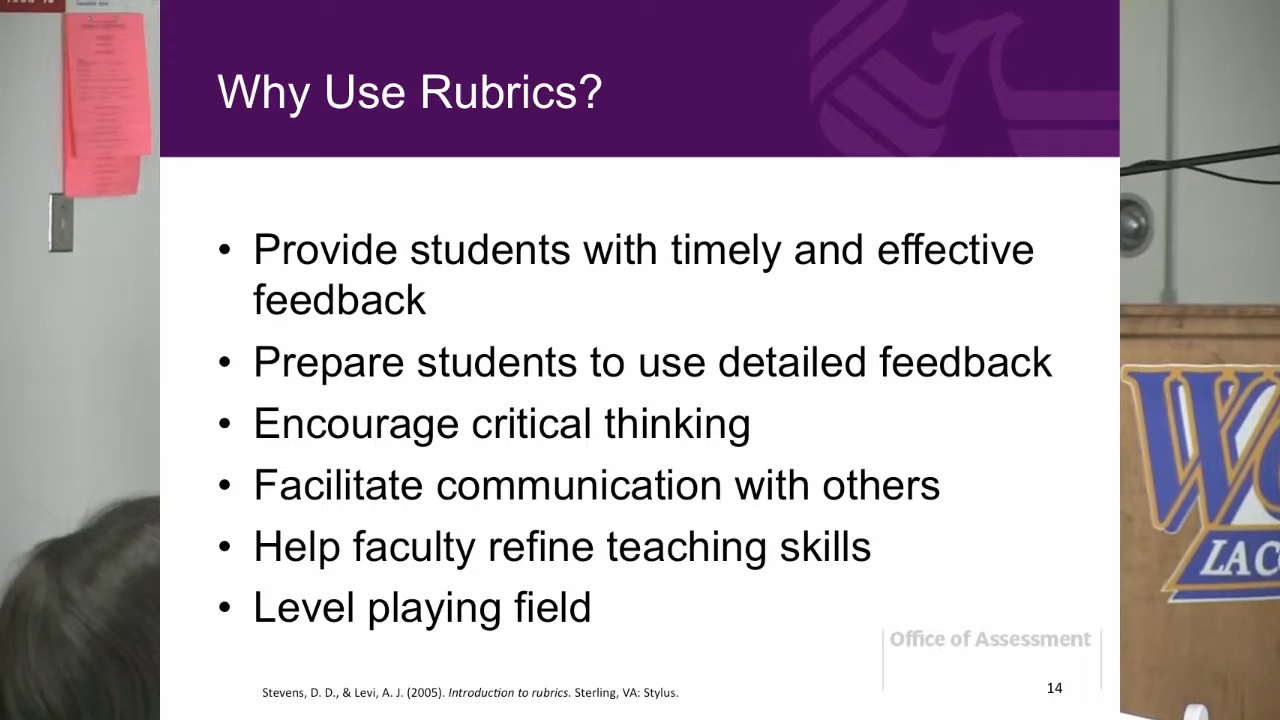 Why Use Rubrics?
• Provide students with timely and effective
feedback
• Prepare students to use detailed feedback
• Encourage critical thinking
• Facilitate communication with others
• Help faculty refine teaching skills
• Level playing field
Office of Assessment
Stevens, D. D., & Levi, A. J. (2005). Introduction to rubrics. Sterling, VA: Stylus.
14
LA C